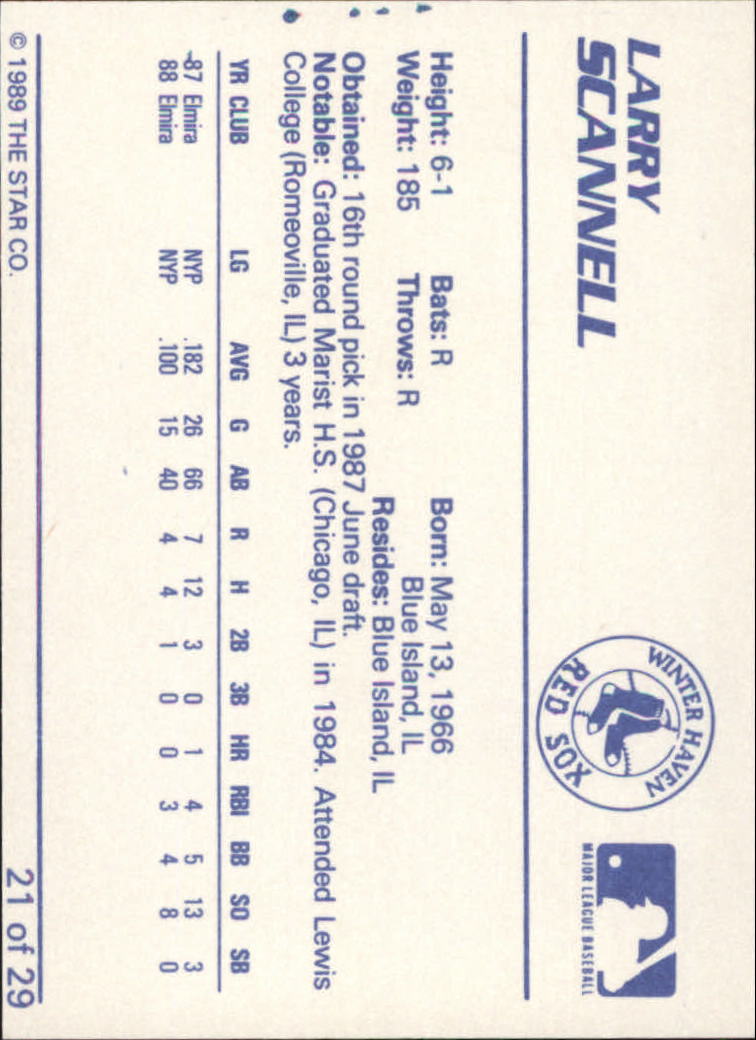 LARRY
SCANNELL
WINTER HAVEN
RED SOX
MAJOR LEAGUE BASEBALL
Height: 6-1 Bats: R Born: May 13, 1966
Weight: 185 Throws: R Blue Island, IL
Resides: Blue Island, IL
Obtained: 16th round pick in 1987 June draft.
Notable: Graduated Marist H.S. (Chicago, IL) in 1984. Attended Lewis
College (Romeoville, IL) 3 years.
YR CLUB LG AVG G AB R H 2B 3B HR RBI BB SO SB
87 Elmira NYP .182 26 66 7 12 3 0 1 4 5 13 3
88 Elmira NYP .100 15 40 4 4 1 0 0 3 4 8 0
© 1989 THE STAR CO. 21 of 29